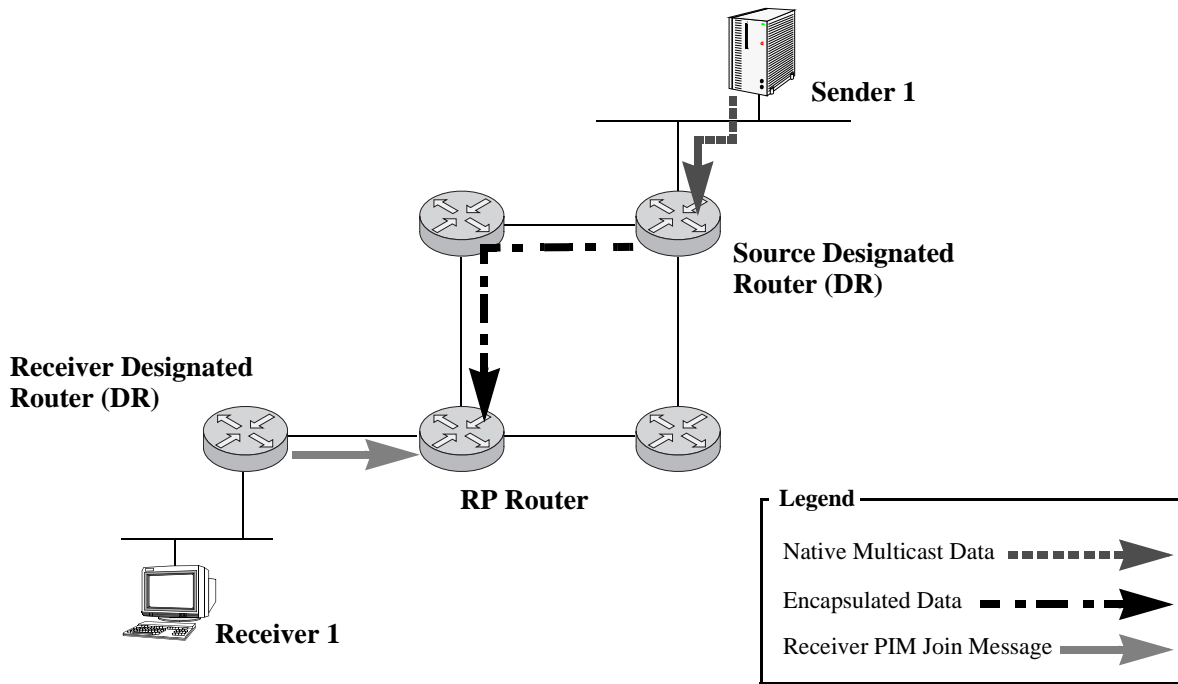 Sender 1
Source Designated
Router (DR)
Receiver Designated
Router (DR)
RP Router
Receiver 1
Legend
Native Multicast Data
Encapsulated Data
Receiver PIM Join Message